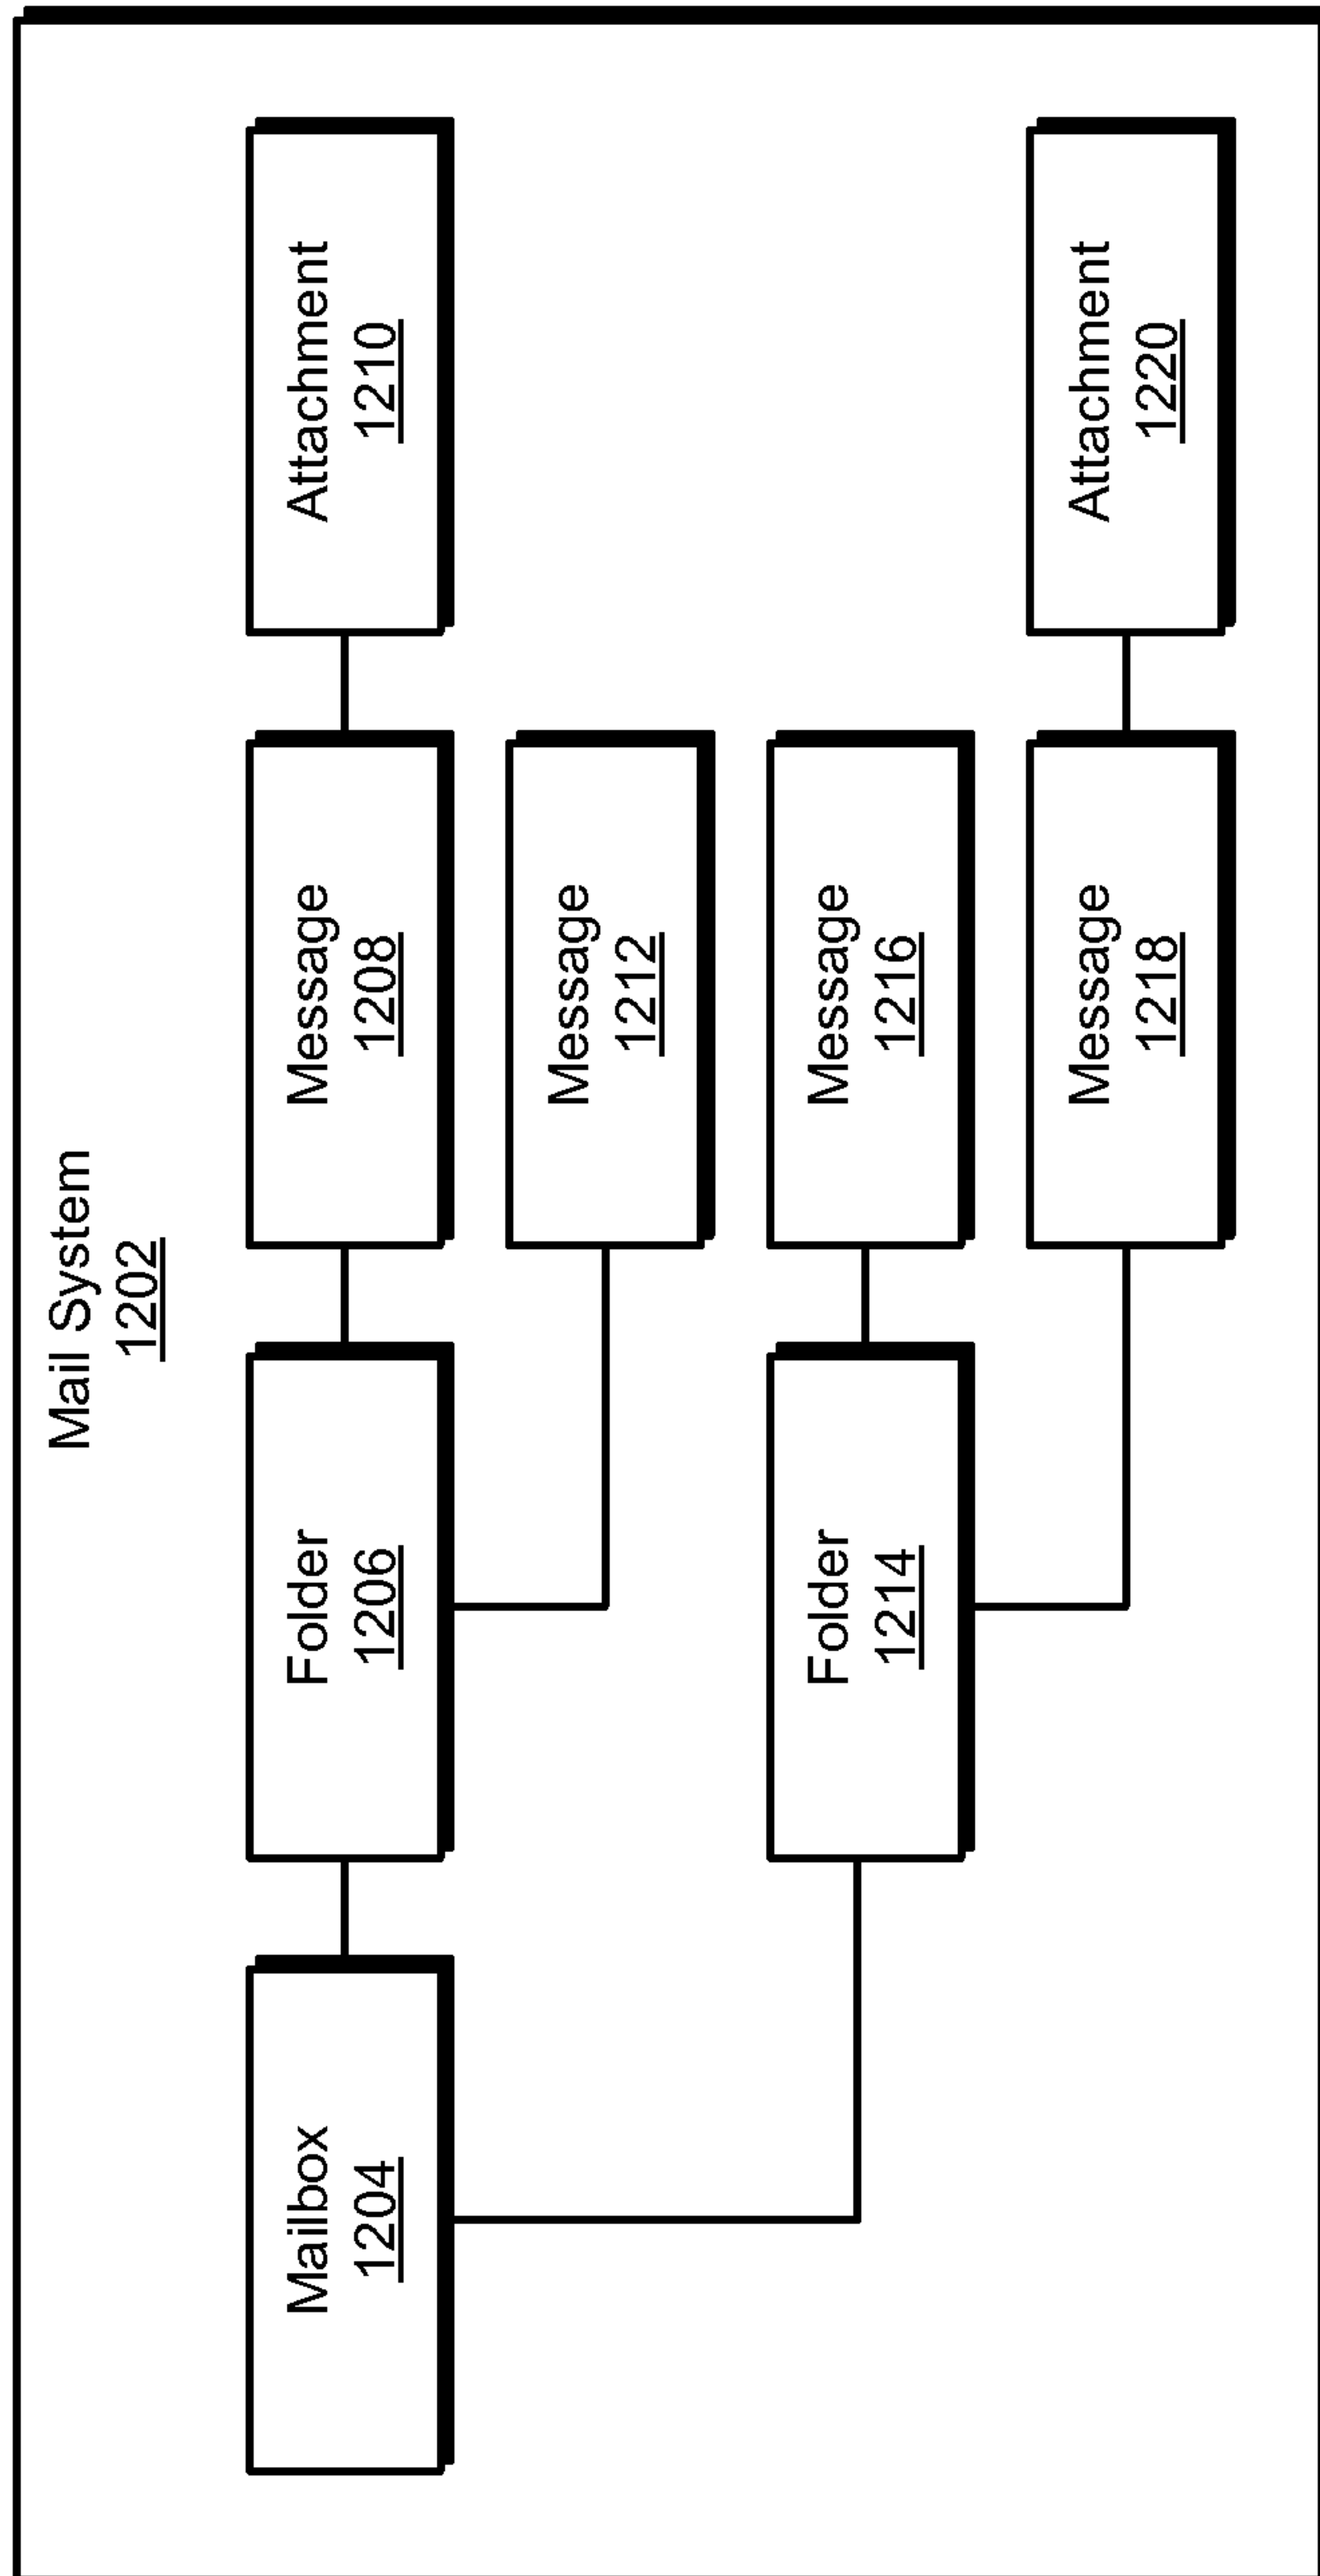 Mail System
1202
Mailbox
1204
Folder
1206
Message
1208
Attachment
1210
Message
1212
Folder
1214
Message
1216
Message
1218
Attachment
1220